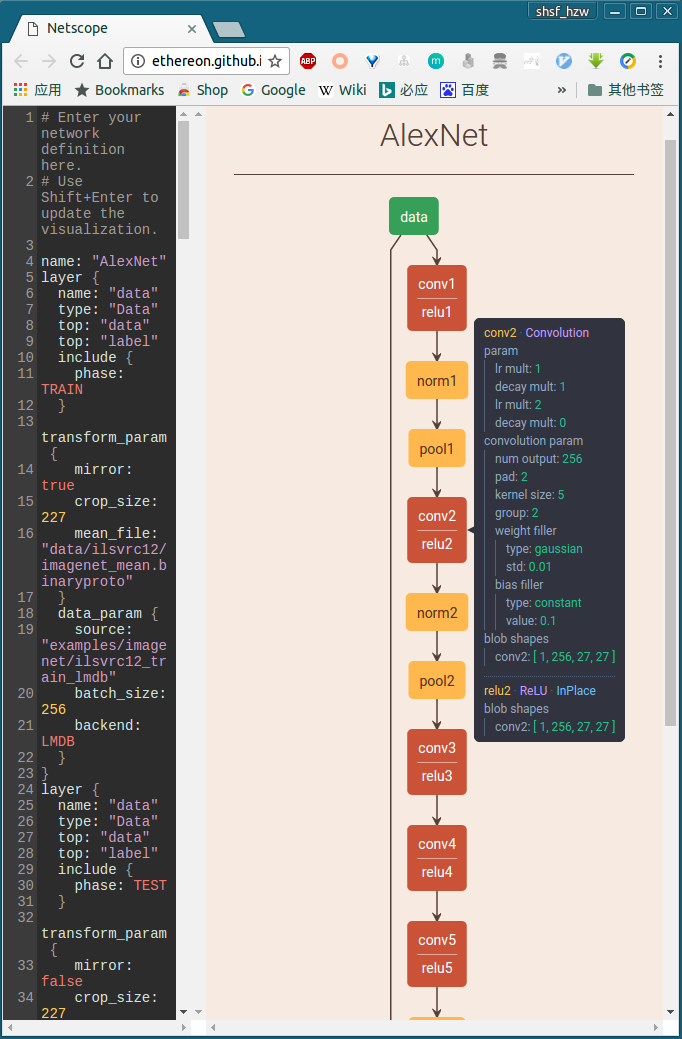 shsf_hzw
Netscope
ethereon.github.i
ABP
应用
Bookmarks
Shop
Google
W Wiki
必应
百度
»
其他书签
1 # Enter your
network
definition
here.
2 # Use
Shift+Enter to
update the
visualization.
3
4 name: "AlexNet"
5 layer {
6 name: "data"
7 type: "Data"
8 top: "data"
9 top: "label"
10 include {
11 phase:
TRAIN
12 }
13
transform_param
{
14 mirror:
true
15 crop_size:
227
16 mean_file:
"data/ilsvrc12/
imagenet_mean.b
inaryproto"
17 }
18 data_param {
19 source:
"examples/image
net/ilsvrc12_tr
ain_lmdb"
20 batch_size:
256
21 backend:
LMDB
22 }
23 }
24 layer {
25 name: "data"
26 type: "Data"
27 top: "data"
28 top: "label"
29 include {
30 phase: TEST
31 }
32
transform_param
{
33 mirror:
false
34 crop_size:
227
AlexNet
data
conv1
relu1
norm1
pool1
conv2
relu2
norm2
pool2
conv3
relu3
conv4
relu4
conv5
relu5
conv2 · Convolution
param
lr mult: 1
decay mult: 1
lr mult: 2
decay mult: 0
convolution param
num output: 256
pad: 2
kernel size: 5
group: 2
weight filler
type: gaussian
std: 0.01
bias filler
type: constant
value: 0.1
blob shapes
conv2: [ 1, 256, 27, 27 ]
relu2 · ReLU · InPlace
blob shapes
conv2: [ 1, 256, 27, 27 ]